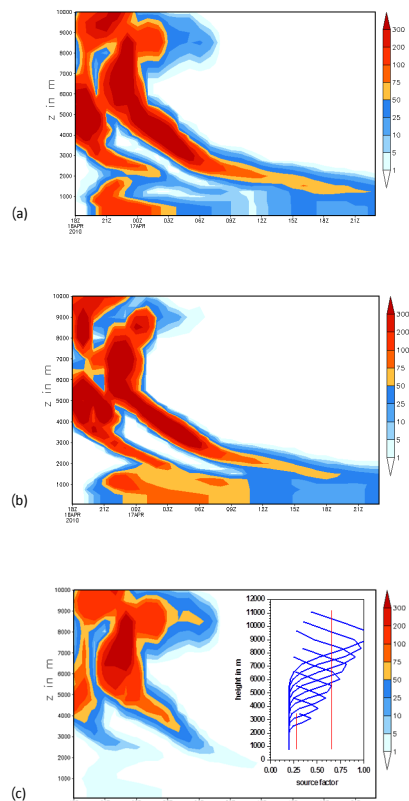 10000
9000
8000
7000
6000
5000
4000
3000
2000
1000
z in m
18Z
16APR
2010
21Z
00Z
17APR
03Z
06Z
09Z
12Z
15Z
18Z
21Z
300
200
100
75
50
25
10
5
1
(a)
10000
9000
8000
7000
6000
5000
4000
3000
2000
1000
z in m
18Z
16APR
2010
21Z
00Z
17APR
03Z
06Z
09Z
12Z
15Z
18Z
21Z
300
200
100
75
50
25
10
5
1
(b)
10000
9000
8000
7000
6000
5000
4000
3000
2000
1000
z in m
300
200
100
75
50
25
10
5
1
12000
11000
10000
9000
8000
7000
6000
5000
4000
3000
2000
1000
0
height in m
0.00
0.25
0.50
0.75
1.00
source factor
(c)